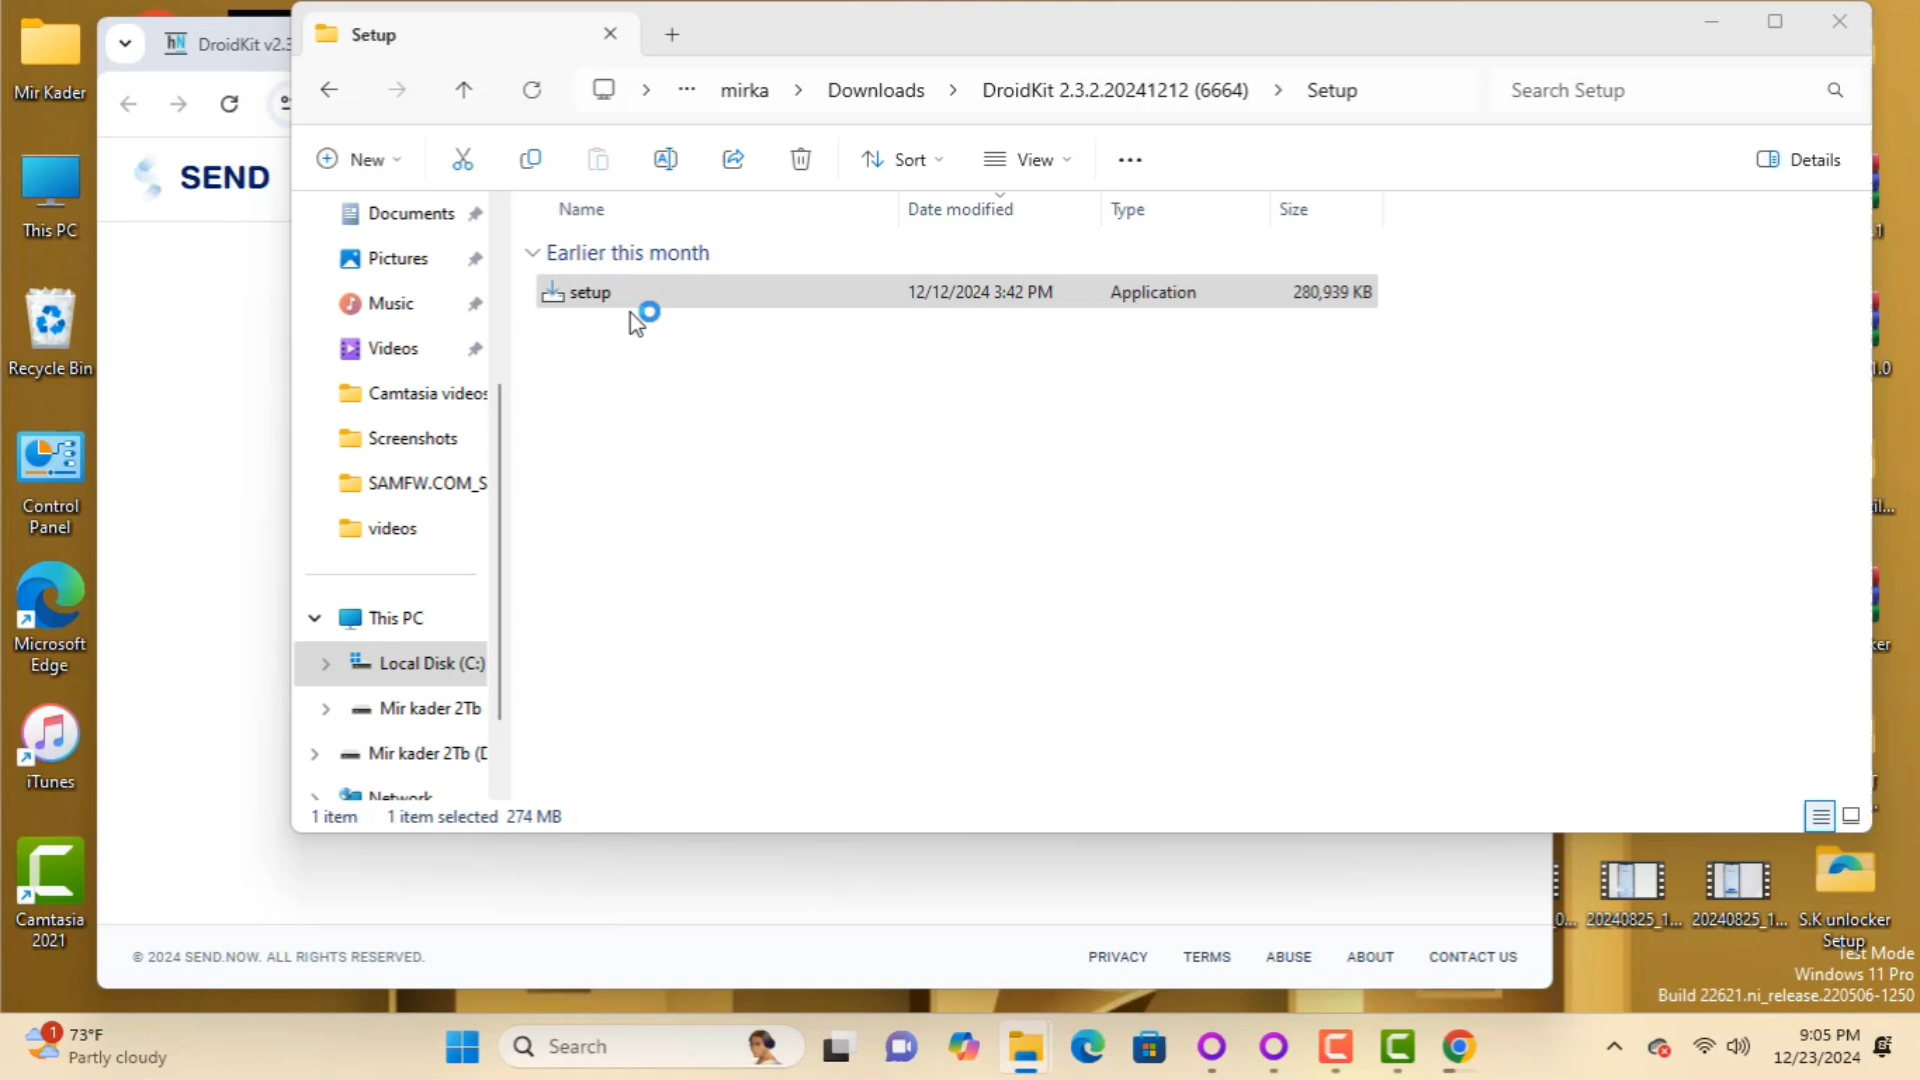 Mir Kader
This PC
Recycle Bin
Control
Panel
Microsoft
Edge
iTunes
Camtasia
2021
hN DroidKit v2.3
SEND
Setup
mirka > Downloads > DroidKit 2.3.2.20241212 (6664) > Setup
Search Setup
New
Sort
View
Details
Documents
Pictures
Music
Videos
Camtasia videos
Screenshots
SAMFW.COM_S
videos
This PC
Local Disk (C:)
Mir kader 2Tb
Mir kader 2Tb (D
Network
Name Date modified Type Size
Earlier this month
setup 12/12/2024 3:42 PM Application 280,939 KB
1 item 1 item selected 274 MB
20240825_1...
20240825_1...
S.K unlocker
Setup
© 2024 SEND.NOW. ALL RIGHTS RESERVED.
PRIVACY TERMS ABUSE ABOUT CONTACT US
Test Mode
Windows 11 Pro
Build 22621.ni_release.220506-1250
1
73°F
Partly cloudy
Search
9:05 PM
12/23/2024